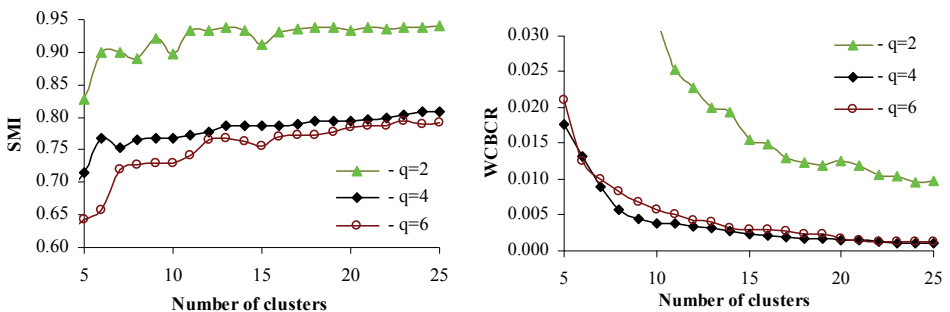 SMI
0.95
0.90
0.85
0.80
0.75
0.70
0.65
0.60
5 10 15 20 25
Number of clusters
- q=2
- q=4
- q=6
WCBCR
0.030
0.025
0.020
0.015
0.010
0.005
0.000
5 10 15 20 25
Number of clusters
- q=2
- q=4
- q=6